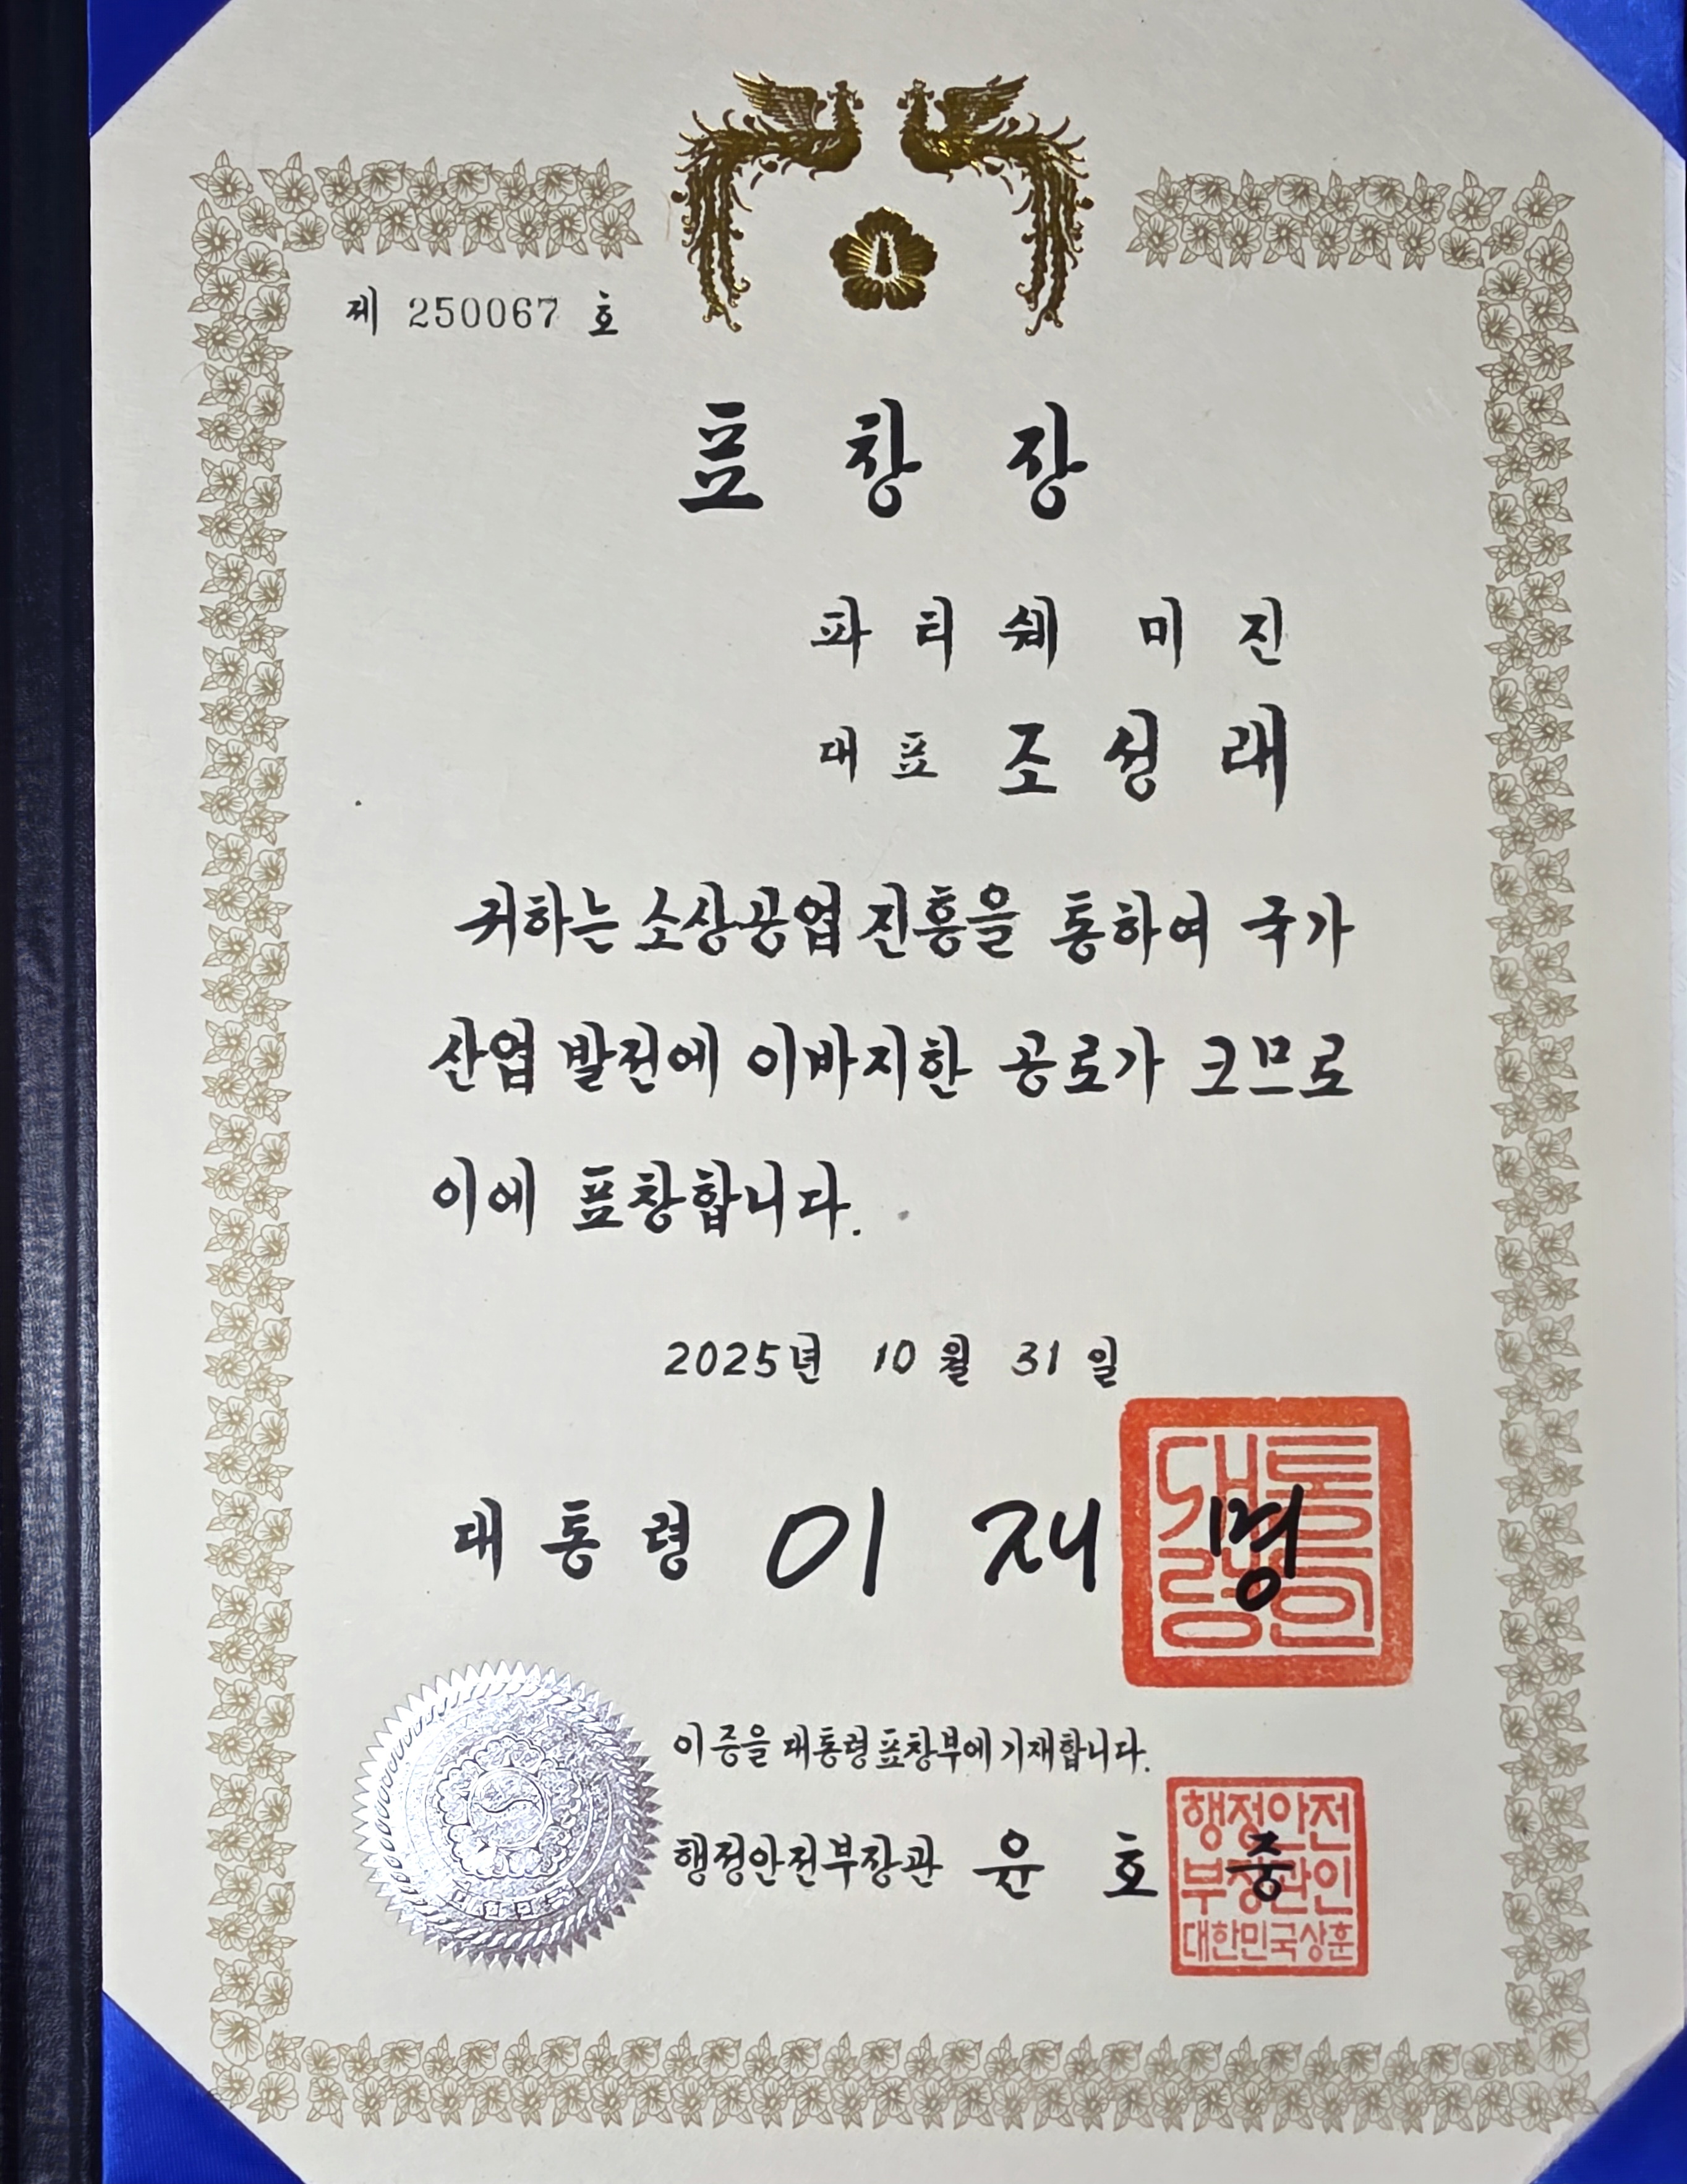 제 250067 호
표 창 장
파 티 쉐 미 진
대 표 조 성 래
귀하는 소상공업 진흥을 통하여 국가
산업 발전에 이바지한 공로가 크므로
이에 표창합니다.
2025년 10 월 31 일
대 통 령 이 재 명
대통
령인
이 증을 대통령표창부에 기재합니다.
행정안전부장관 윤 호 중
행정안전
부장관인
대한민국상훈